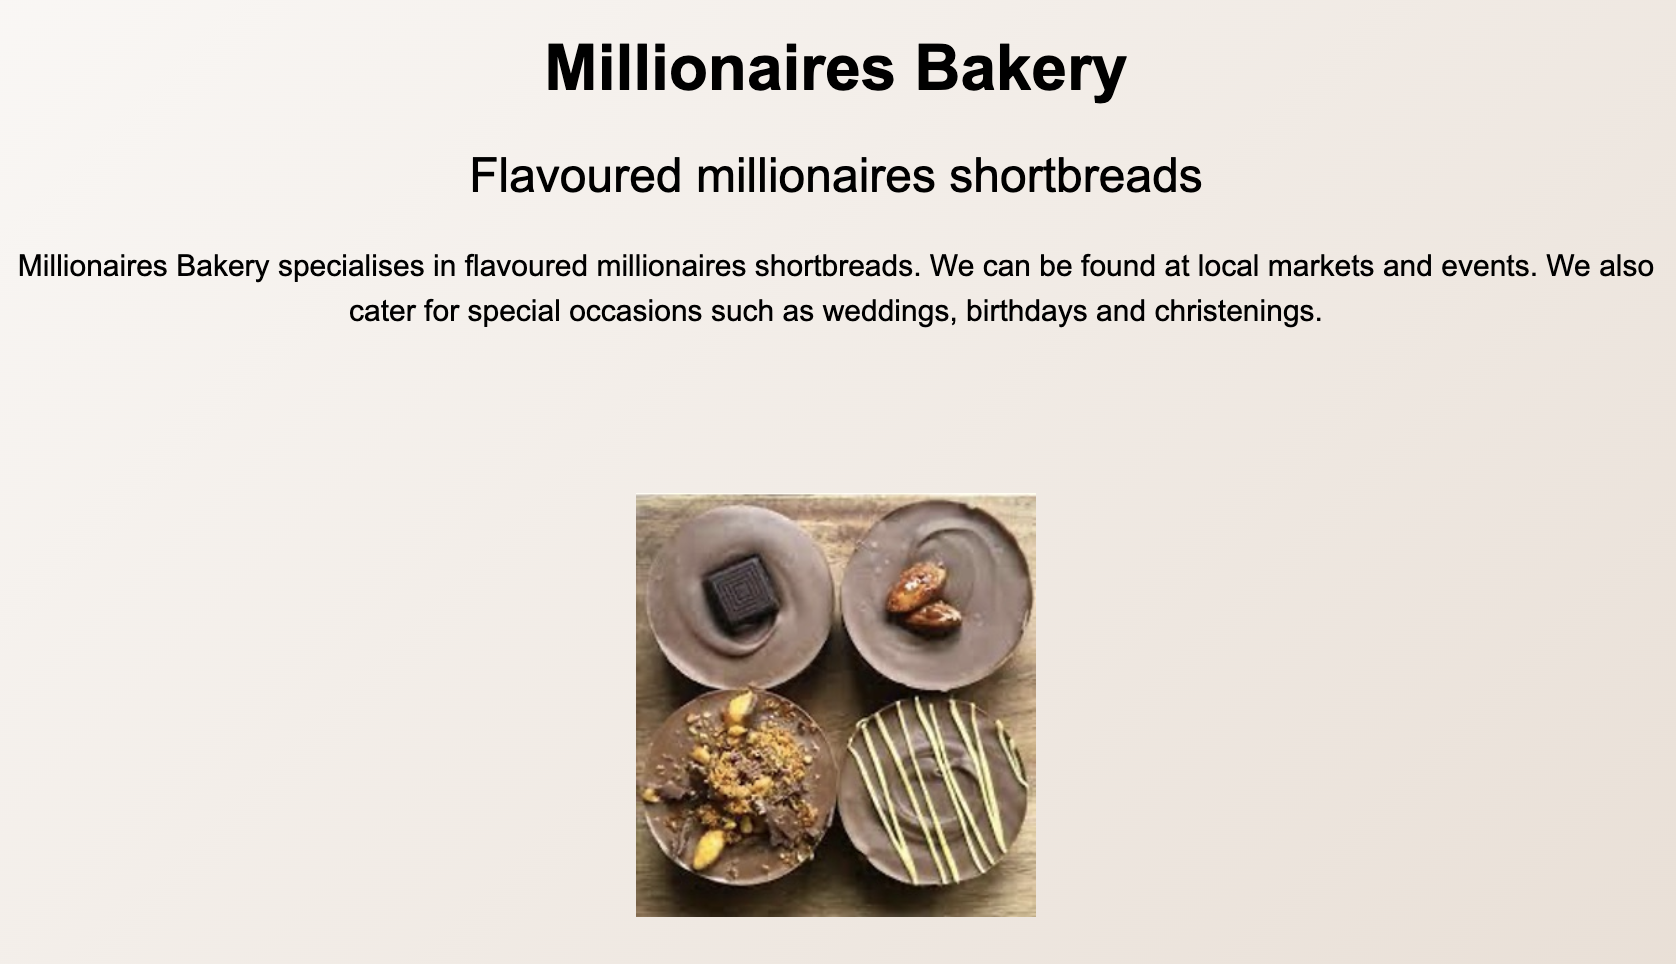 Millionaires Bakery
Flavoured millionaires shortbreads
Millionaires Bakery specialises in flavoured millionaires shortbreads. We can be found at local markets and events. We also
cater for special occasions such as weddings, birthdays and christenings.